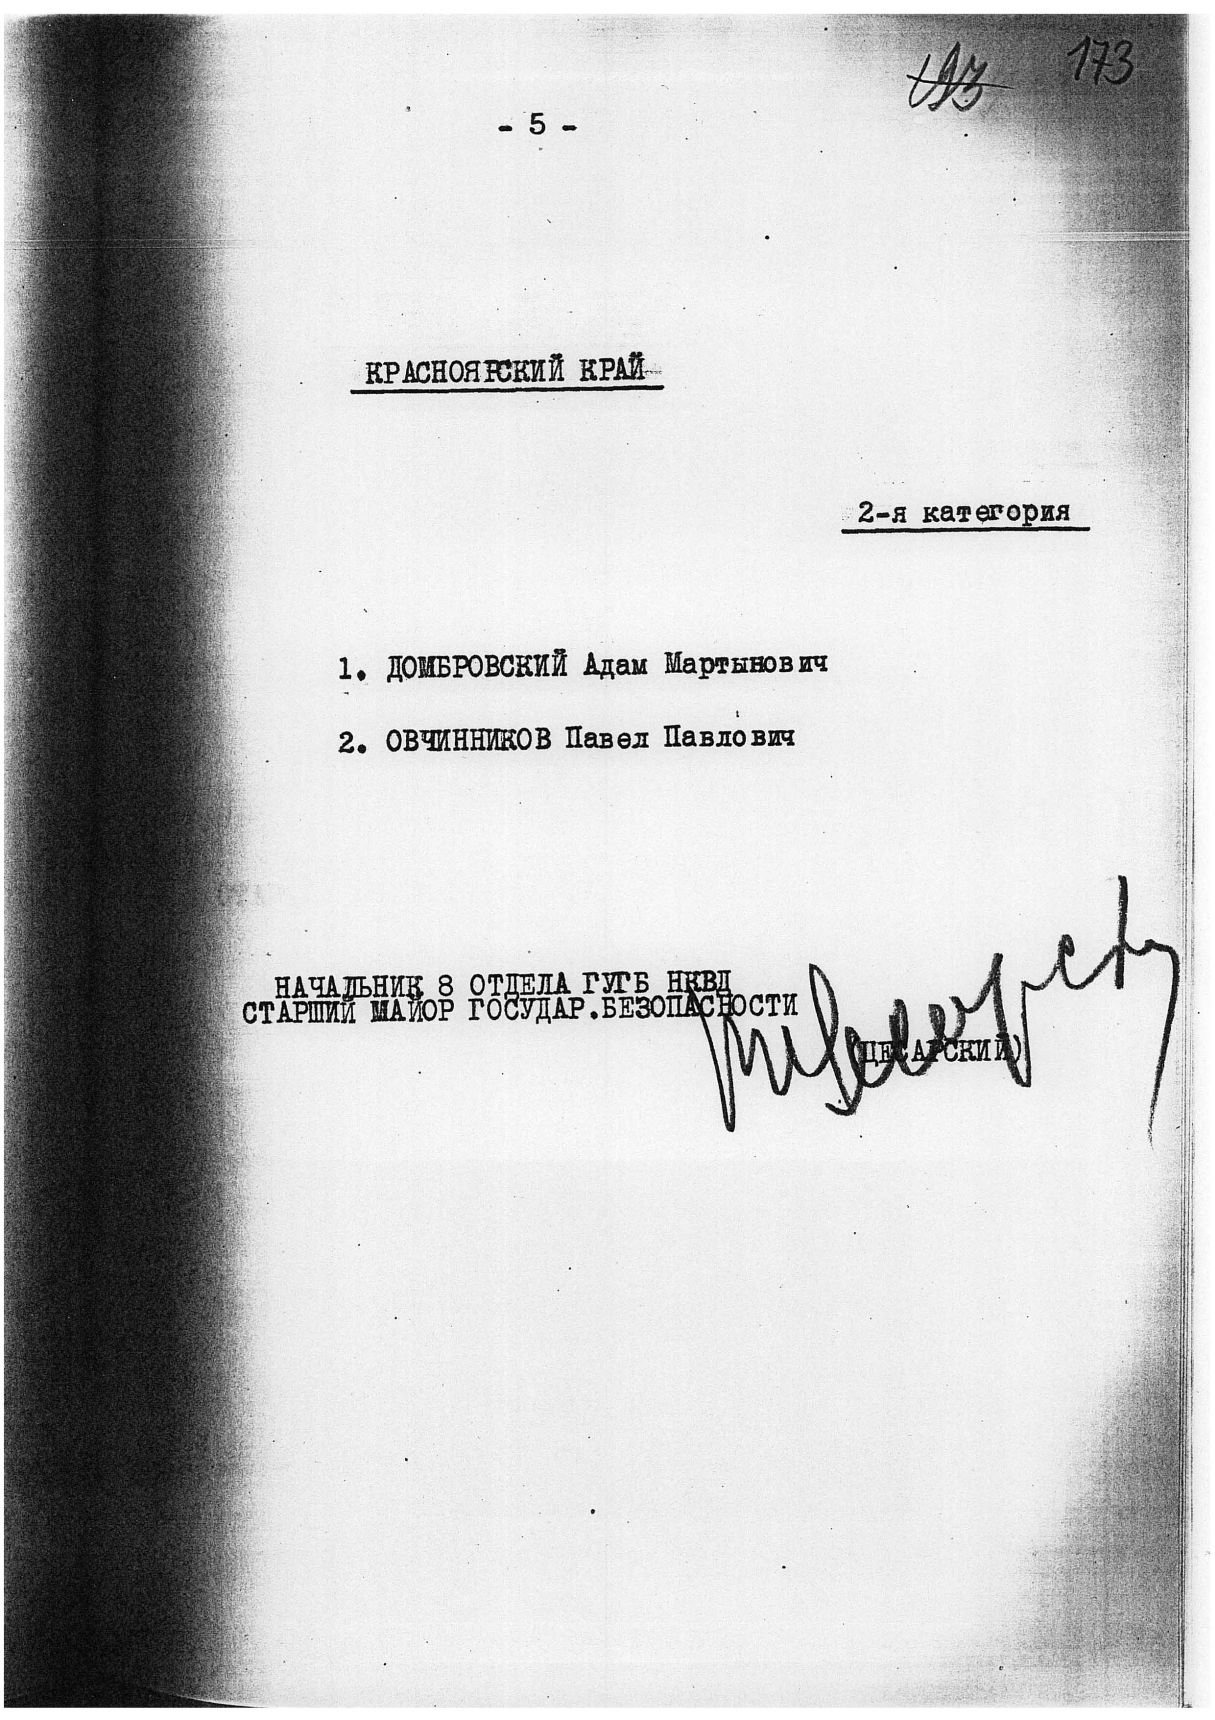 173
- 5 -
КРАСНОЯРСКИЙ КРАЙ
2-я категория
1. ДОМБРОВСКИЙ Адам Мартынович
2. ОВЧИННИКОВ Павел Павлович
НАЧАЛЬНИК 8 ОТДЕЛА ГУГБ НКВД
СТАРШИЙ МАЙОР ГОСУДАР.БЕЗОПАСНОСТИ
(ЦЕСАРСКИЙ)